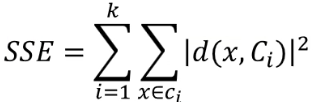 SSE = \sum_{i=1}^{k} \sum_{x \in c_i} |d(x, C_i)|^2